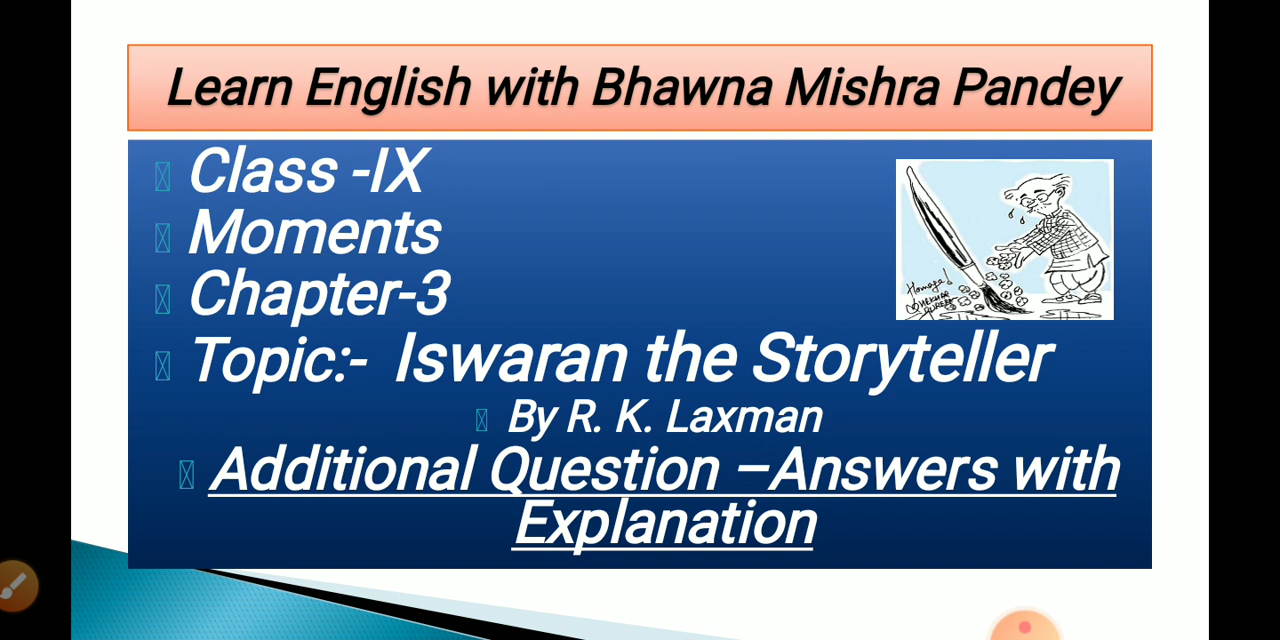 Learn English with Bhawna Mishra Pandey
Class -IX
Moments
Chapter-3
Topic:- Iswaran the Storyteller
By R. K. Laxman
Additional Question –Answers with
Explanation
Homage!